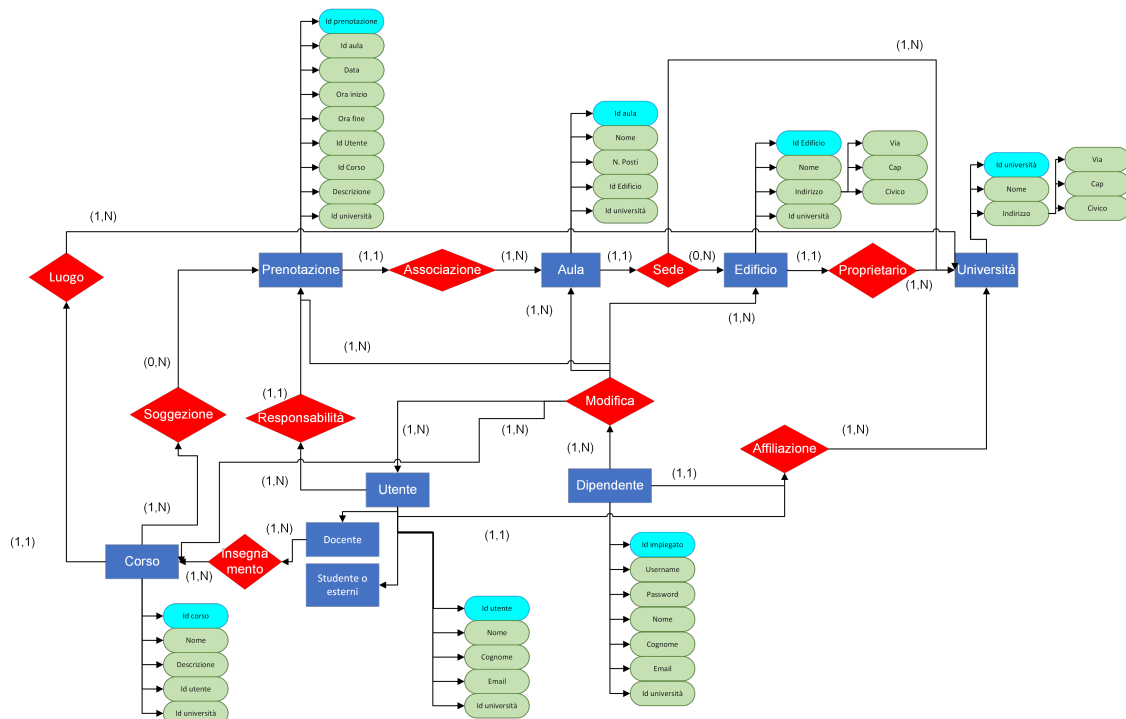 Id prenotazione
Id aula
Data
Ora inizio
Ora fine
Id Utente
Id Corso
Descrizione
Id università
Id aula
Nome
N. Posti
Id Edificio
Id università
Id Edificio
Nome
Indirizzo
Id università
Via
Cap
Civico
Id università
Nome
Indirizzo
Via
Cap
Civico
(1,N)
(1,N)
Luogo
Prenotazione
(1,1)
Associazione
(1,N)
Aula
(1,1)
Sede
(0,N)
Edificio
(1,1)
Proprietario
(1,N)
Università
(1,N)
(1,N)
(1,N)
(0,N)
(1,1)
Soggezione
Responsabilità
Modifica
(1,N)
(1,N)
(1,N)
Affiliazione
(1,N)
(1,N)
(1,1)
Utente
Dipendente
(1,N)
(1,N)
(1,N)
(1,1)
(1,1)
Docente
Corso
(1,N)
Insegna
mento
Studente o
esterni
Id corso
Nome
Descrizione
Id utente
Id università
Id utente
Nome
Cognome
Email
Id università
Id impiegato
Username
Password
Nome
Cognome
Email
Id università